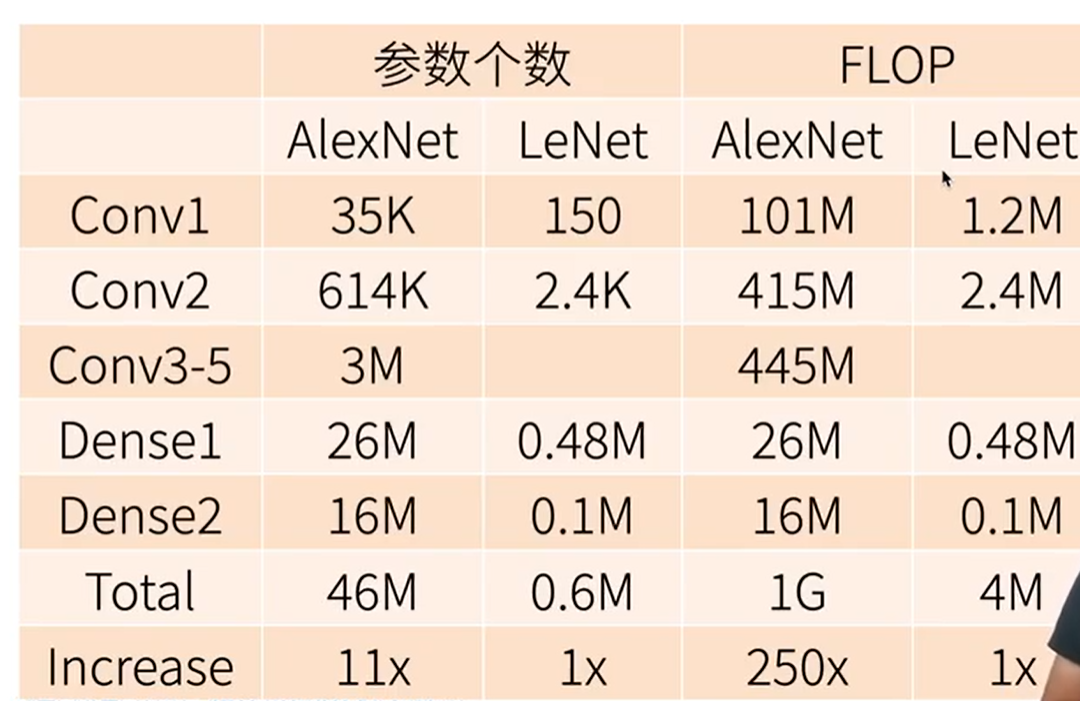 参数个数 FLOP
AlexNet LeNet AlexNet LeNet
Conv1 35K 150 101M 1.2M
Conv2 614K 2.4K 415M 2.4M
Conv3-5 3M 445M
Dense1 26M 0.48M 26M 0.48M
Dense2 16M 0.1M 16M 0.1M
Total 46M 0.6M 1G 4M
Increase 11x 1x 250x 1x